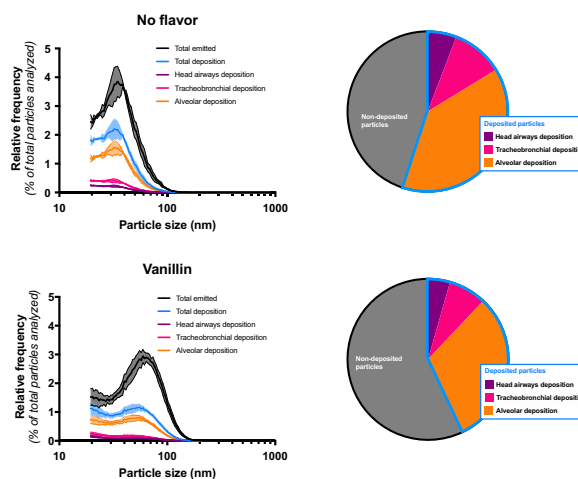 No flavor
Relative frequency
(% of total particles analyzed)
5
4
3
2
1
0
Total emitted
Total deposition
Head airways deposition
Tracheobronchial deposition
Alveolar deposition
10
100
1000
Particle size (nm)
Non-deposited
particles
Deposited particles
Head airways deposition
Tracheobronchial depositi
Alveolar deposition
Vanillin
Relative frequency
(% of total particles analyzed)
5
4
3
2
1
0
Total emitted
Total deposition
Head airways deposition
Tracheobronchial deposition
Alveolar deposition
10
100
1000
Particle size (nm)
Non-deposited
particles
Deposited particles
Head airways deposition
Tracheobronchial depositi
Alveolar deposition